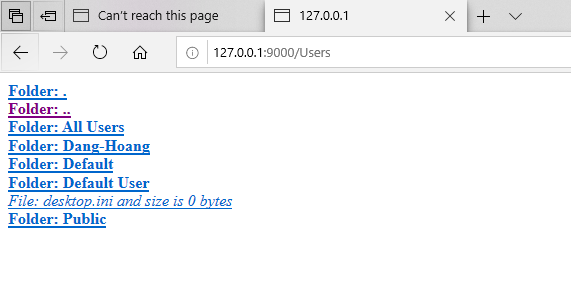 Can't reach this page
127.0.0.1
127.0.0.1:9000/Users
Folder: .
Folder: ..
Folder: All Users
Folder: Dang-Hoang
Folder: Default
Folder: Default User
File: desktop.ini and size is 0 bytes
Folder: Public